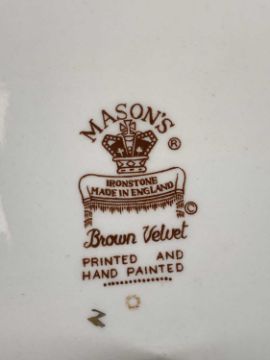 MASON'S
®
IRONSTONE
MADE IN ENGLAND
©
Brown Velvet
PRINTED AND
HAND PAINTED